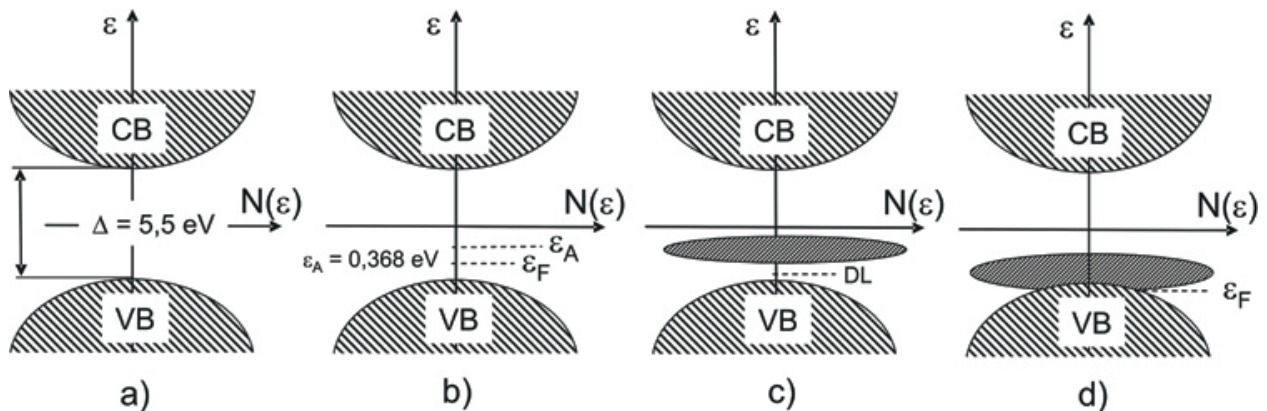 ε
CB
N(ε)
Δ = 5,5 eV
VB
a)
ε
CB
N(ε)
ε_A
ε_A = 0,368 eV
ε_F
VB
b)
ε
CB
N(ε)
DL
VB
c)
ε
CB
N(ε)
ε_F
VB
d)